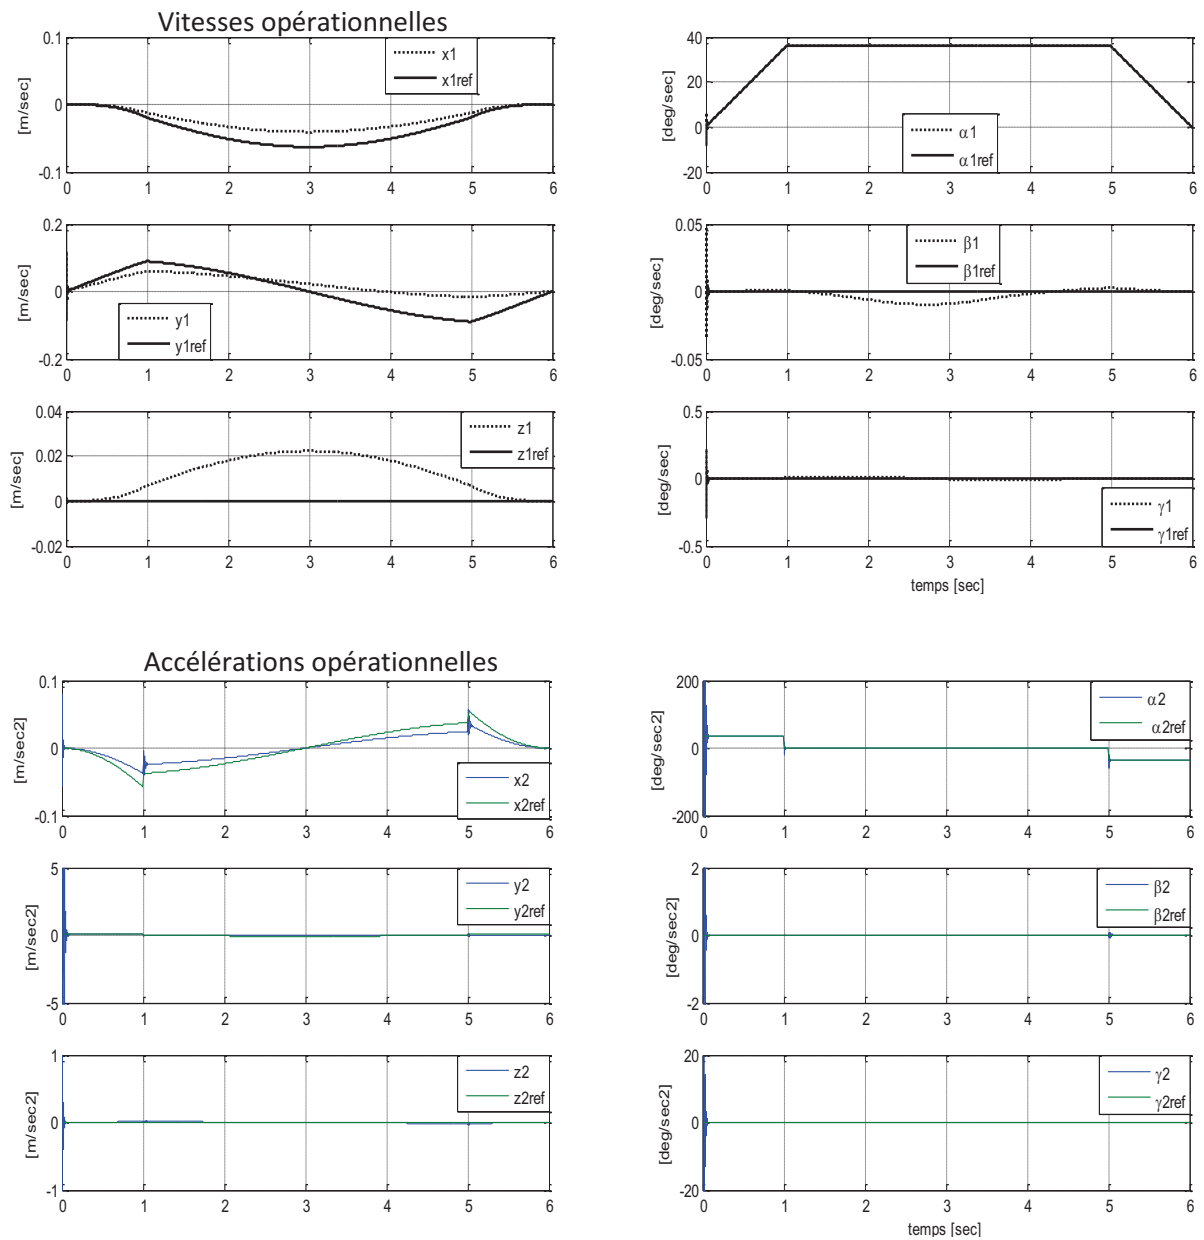 Vitesses opérationnelles
0.1
0
-0.1
[m/sec]
x1
x1ref
0 1 2 3 4 5 6
40
20
0
-20
[deg/sec]
α1
α1ref
0 1 2 3 4 5 6
0.2
0
-0.2
[m/sec]
y1
y1ref
0 1 2 3 4 5 6
0.05
0
-0.05
[deg/sec]
β1
β1ref
0 1 2 3 4 5 6
0.04
0.02
0
-0.02
[m/sec]
z1
z1ref
0 1 2 3 4 5 6
0.5
0
-0.5
[deg/sec]
γ1
γ1ref
0 1 2 3 4 5 6
temps [sec]
Accélérations opérationnelles
0.1
0
-0.1
[m/sec2]
x2
x2ref
0 1 2 3 4 5 6
200
0
-200
[deg/sec2]
α2
α2ref
0 1 2 3 4 5 6
5
0
-5
[m/sec2]
y2
y2ref
0 1 2 3 4 5 6
2
0
-2
[deg/sec2]
β2
β2ref
0 1 2 3 4 5 6
1
0
-1
[m/sec2]
z2
z2ref
0 1 2 3 4 5 6
20
0
-20
[deg/sec2]
γ2
γ2ref
0 1 2 3 4 5 6
temps [sec]